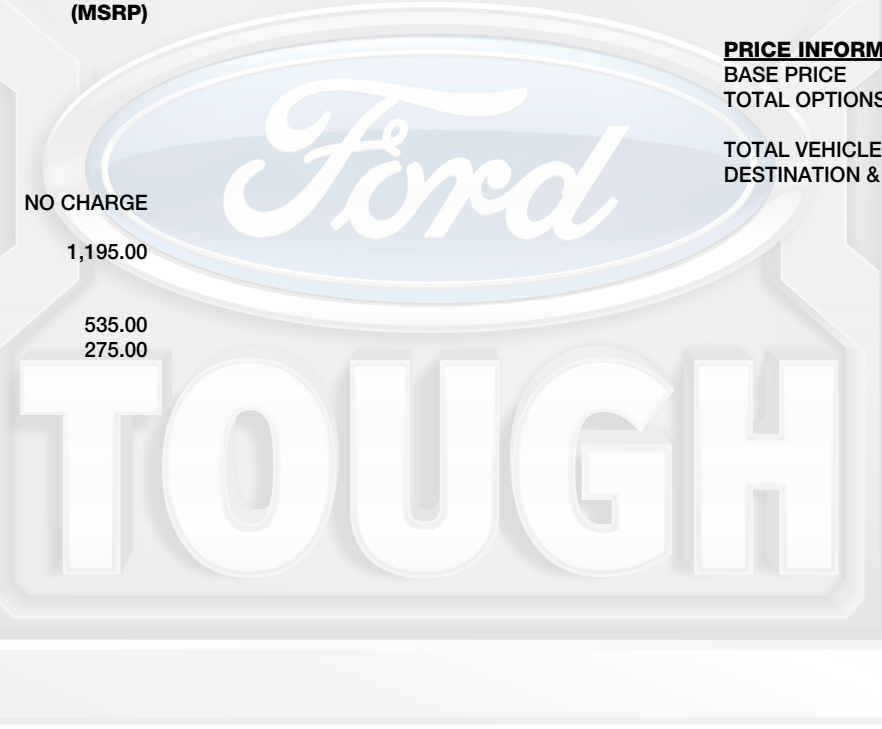 (MSRP)
NO CHARGE
1,195.00
535.00
275.00
PRICE INFORM
BASE PRICE
TOTAL OPTIONS
TOTAL VEHICLE
DESTINATION &
Ford
TOUGH